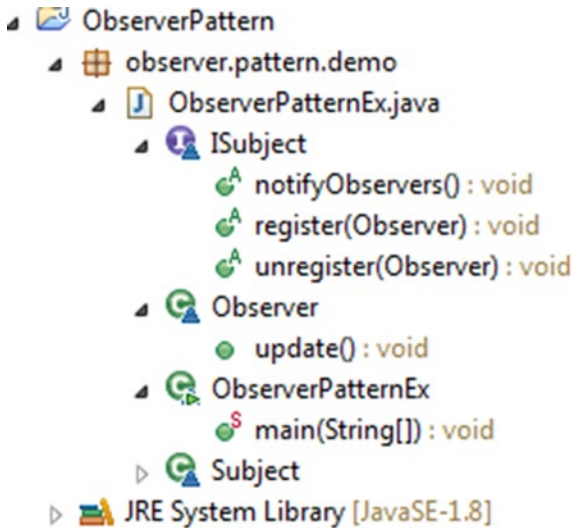 ObserverPattern
observer.pattern.demo
ObserverPatternEx.java
ISubject
notifyObservers() : void
register(Observer) : void
unregister(Observer) : void
Observer
update() : void
ObserverPatternEx
main(String[]) : void
Subject
JRE System Library [JavaSE-1.8]